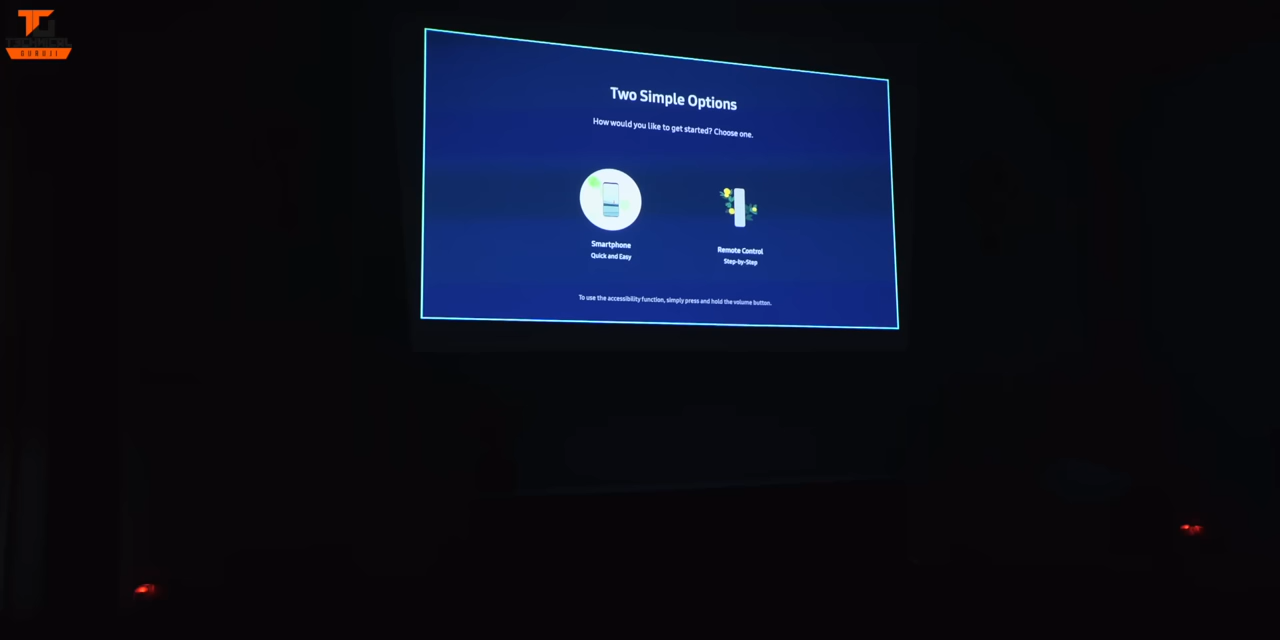 GURUJI
Two Simple Options
How would you like to get started? Choose one.
Smartphone
Quick and Easy
Remote Control
Step-by-Step
To use the accessibility function, simply press and hold the volume button.